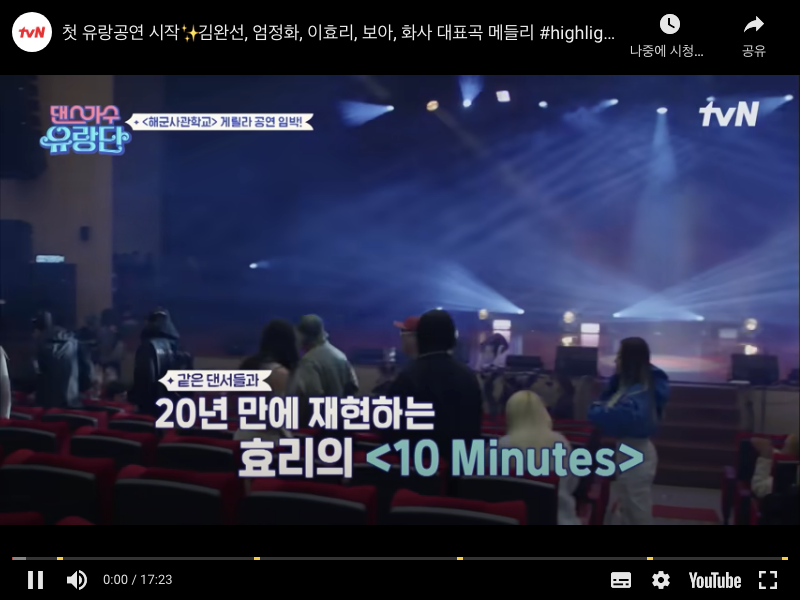 tvN
첫 유랑공연 시작✨김완선, 엄정화, 이효리, 보아, 화사 대표곡 메들리 #highlig...
나중에 시청...
공유
댄스가수
유랑단
<해군사관학교> 게릴라 공연 임박!
tvN
같은 댄서들과
20년 만에 재현하는
효리의 <10 Minutes>
0:00 / 17:23
YouTube